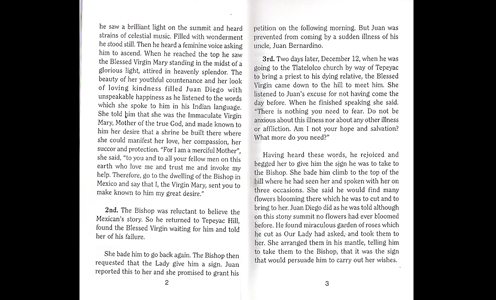 he saw a brilliant light on the summit and heard
strains of celestial music. Filled with wonderment
he stood still. Then he heard a feminine voice asking
him to ascend. When he reached the top he saw
the Blessed Virgin Mary standing in the midst of a
glorious light, attired in heavenly splendor. The
beauty of her youthful countenance and her look
of loving kindness filled Juan Diego with
unspeakable happiness as he listened to the words
which she spoke to him in his Indian language.
She told him that she was the Immaculate Virgin
Mary, Mother of the true God, and made known to
him her desire that a shrine be built there where
she could manifest her love, her compassion, her
succor and protection. "For I am a merciful Mother",
she said, "to you and to all your fellow men on this
earth who love me and trust me and invoke my
help. Therefore, go to the dwelling of the Bishop in
Mexico and say that I, the Virgin Mary, sent you to
make known to him my great desire."
2nd. The Bishop was reluctant to believe the
Mexican's story. So he returned to Tepeyac Hill,
found the Blessed Virgin waiting for him and told
her of his failure.
She bade him to go back again. The Bishop then
requested that the Lady give him a sign. Juan
reported this to her and she promised to grant his
2
petition on the following morning. But Juan was
prevented from coming by a sudden illness of his
uncle, Juan Bernardino.
3rd. Two days later, December 12, when he was
going to the Tlatelolco church by way of Tepeyac
to bring a priest to his dying relative, the Blessed
Virgin came down the hill to meet him. She
listened to Juan's excuse for not having come the
day before. When he finished speaking she said.
"There is nothing you need to fear. Do not be
anxious about this illness nor about any other illness
or affliction. Am I not your hope and salvation?
What more do you need?"
Having heard these words, he rejoiced and
begged her to give him the sign he was to take to
the Bishop. She bade him climb to the top of the
hill where he had seen her and spoken with her on
three occasions. She said he would find many
flowers blooming there which he was to cut and to
bring to her. Juan Diego did as he was told although
on this stony summit no flowers had ever bloomed
before. He found miraculous garden of roses which
he cut as Our Lady had asked, and took them to
her. She arranged them in his mantle, telling him
to take them to the Bishop, that it was the sign
that would persuade him to carry out her wishes.
3